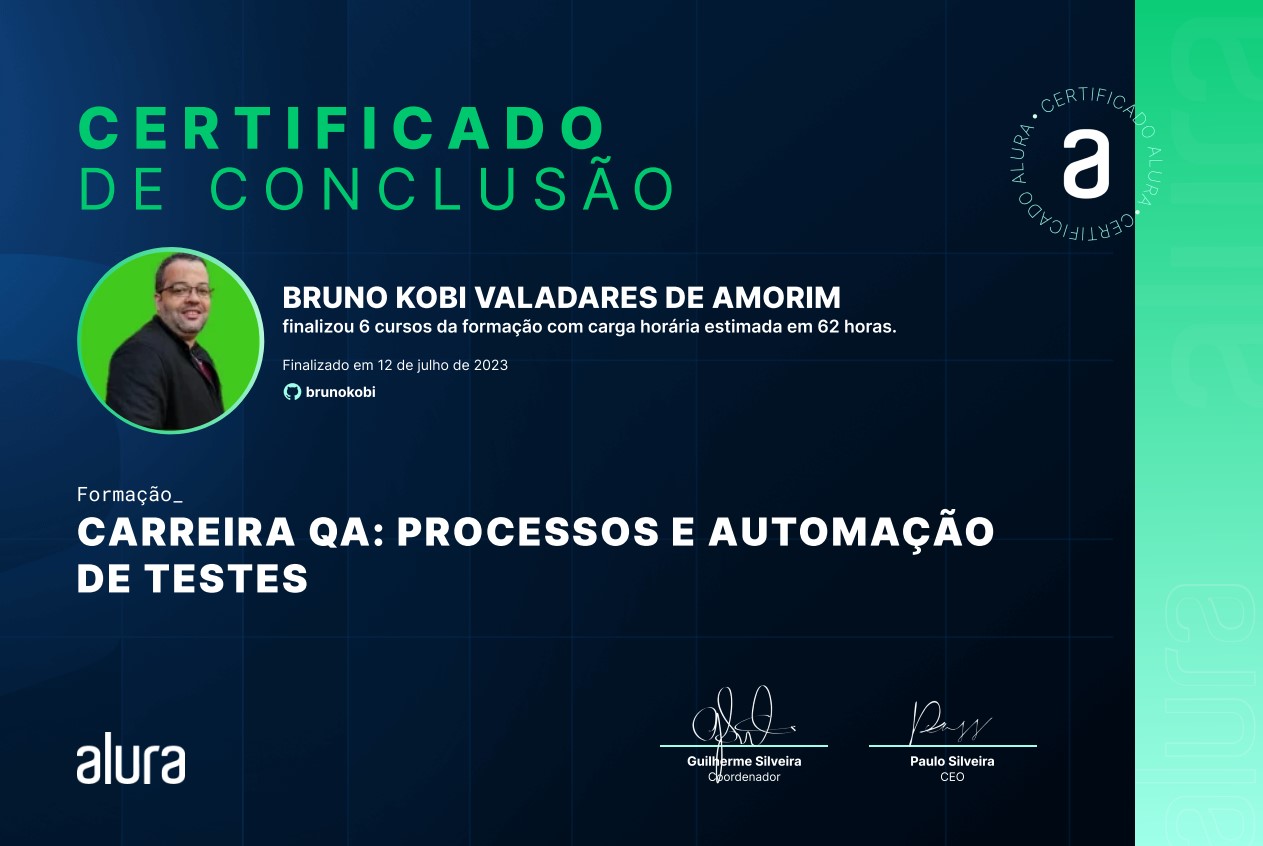 CERTIFICADO
DE CONCLUSÃO
CERTIFICADO ALURA • CERTIFICADO ALURA •
a
BRUNO KOBI VALADARES DE AMORIM
finalizou 6 cursos da formação com carga horária estimada em 62 horas.
Finalizado em 12 de julho de 2023
brunokobi
Formação_
CARREIRA QA: PROCESSOS E AUTOMAÇÃO
DE TESTES
alura
Guilherme Silveira
Coordenador
Paulo Silveira
CEO
alura
alura